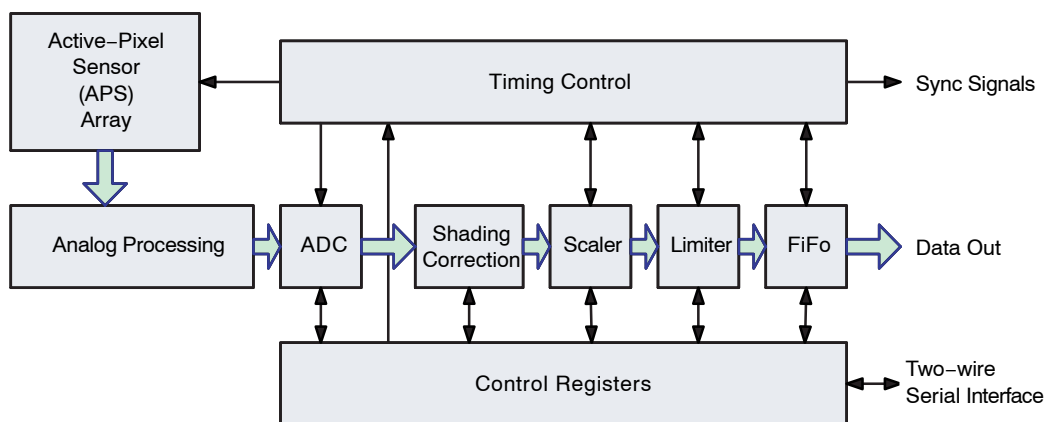 Active−Pixel
Sensor
(APS)
Array
Timing Control
Sync Signals
Analog Processing
ADC
Shading
Correction
Scaler
Limiter
FiFo
Data Out
Control Registers
Two−wire
Serial Interface